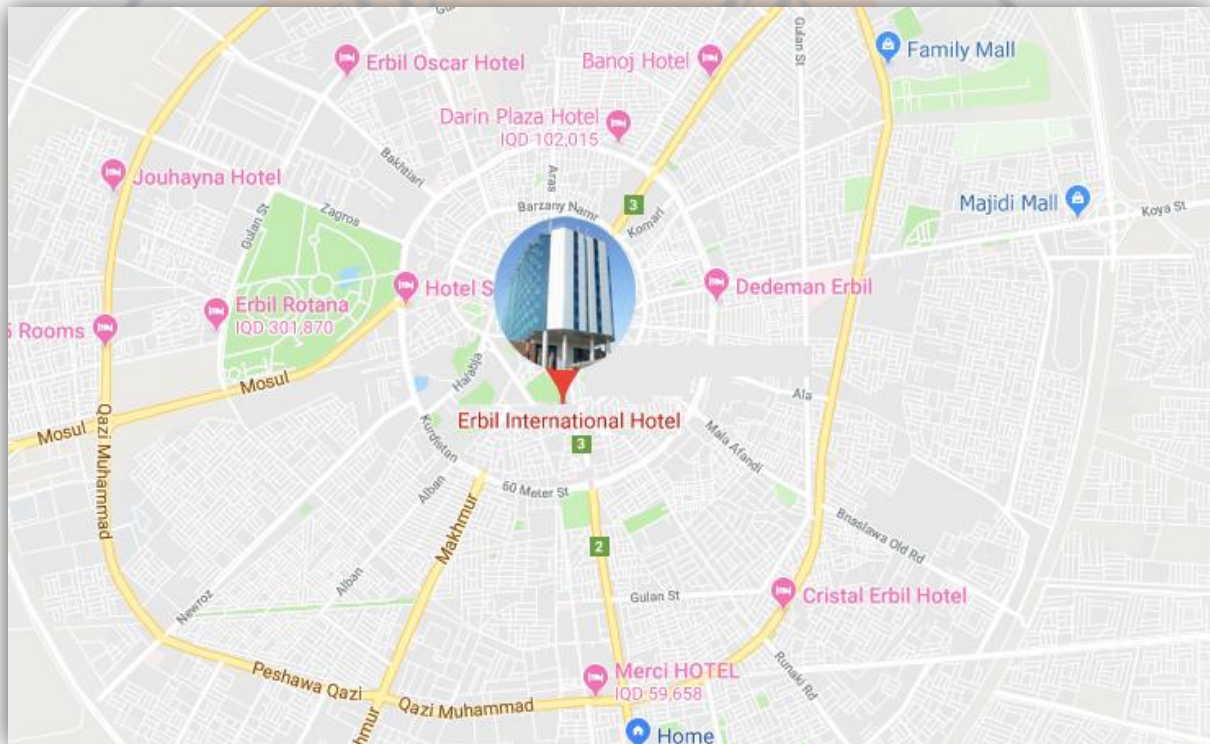 Erbil Oscar Hotel
Banoj Hotel
Gulan St
Family Mall
Darin Plaza Hotel
IQD 102,015
Bakhtiari
Aras
Jouhayna Hotel
Zagros
Barzany Namr
3
Komari
Majidi Mall
Koya St
Gulan St
Hotel S
Dedeman Erbil
Erbil Rotana
IQD 301,870
5 Rooms
Halabja
Mosul
Mosul
Ala
Erbil International Hotel
Qazi Muhammad
Kurdistan
3
Mala Afandi
Alban
60 Meter St
Makhmur
Bnaslawa Old Rd
2
Alban
Newroz
Gulan St
Cristal Erbil Hotel
Runaki Rd
Peshawa Qazi
Merci HOTEL
IQD 59,658
Qazi Muhammad
hmur
Home